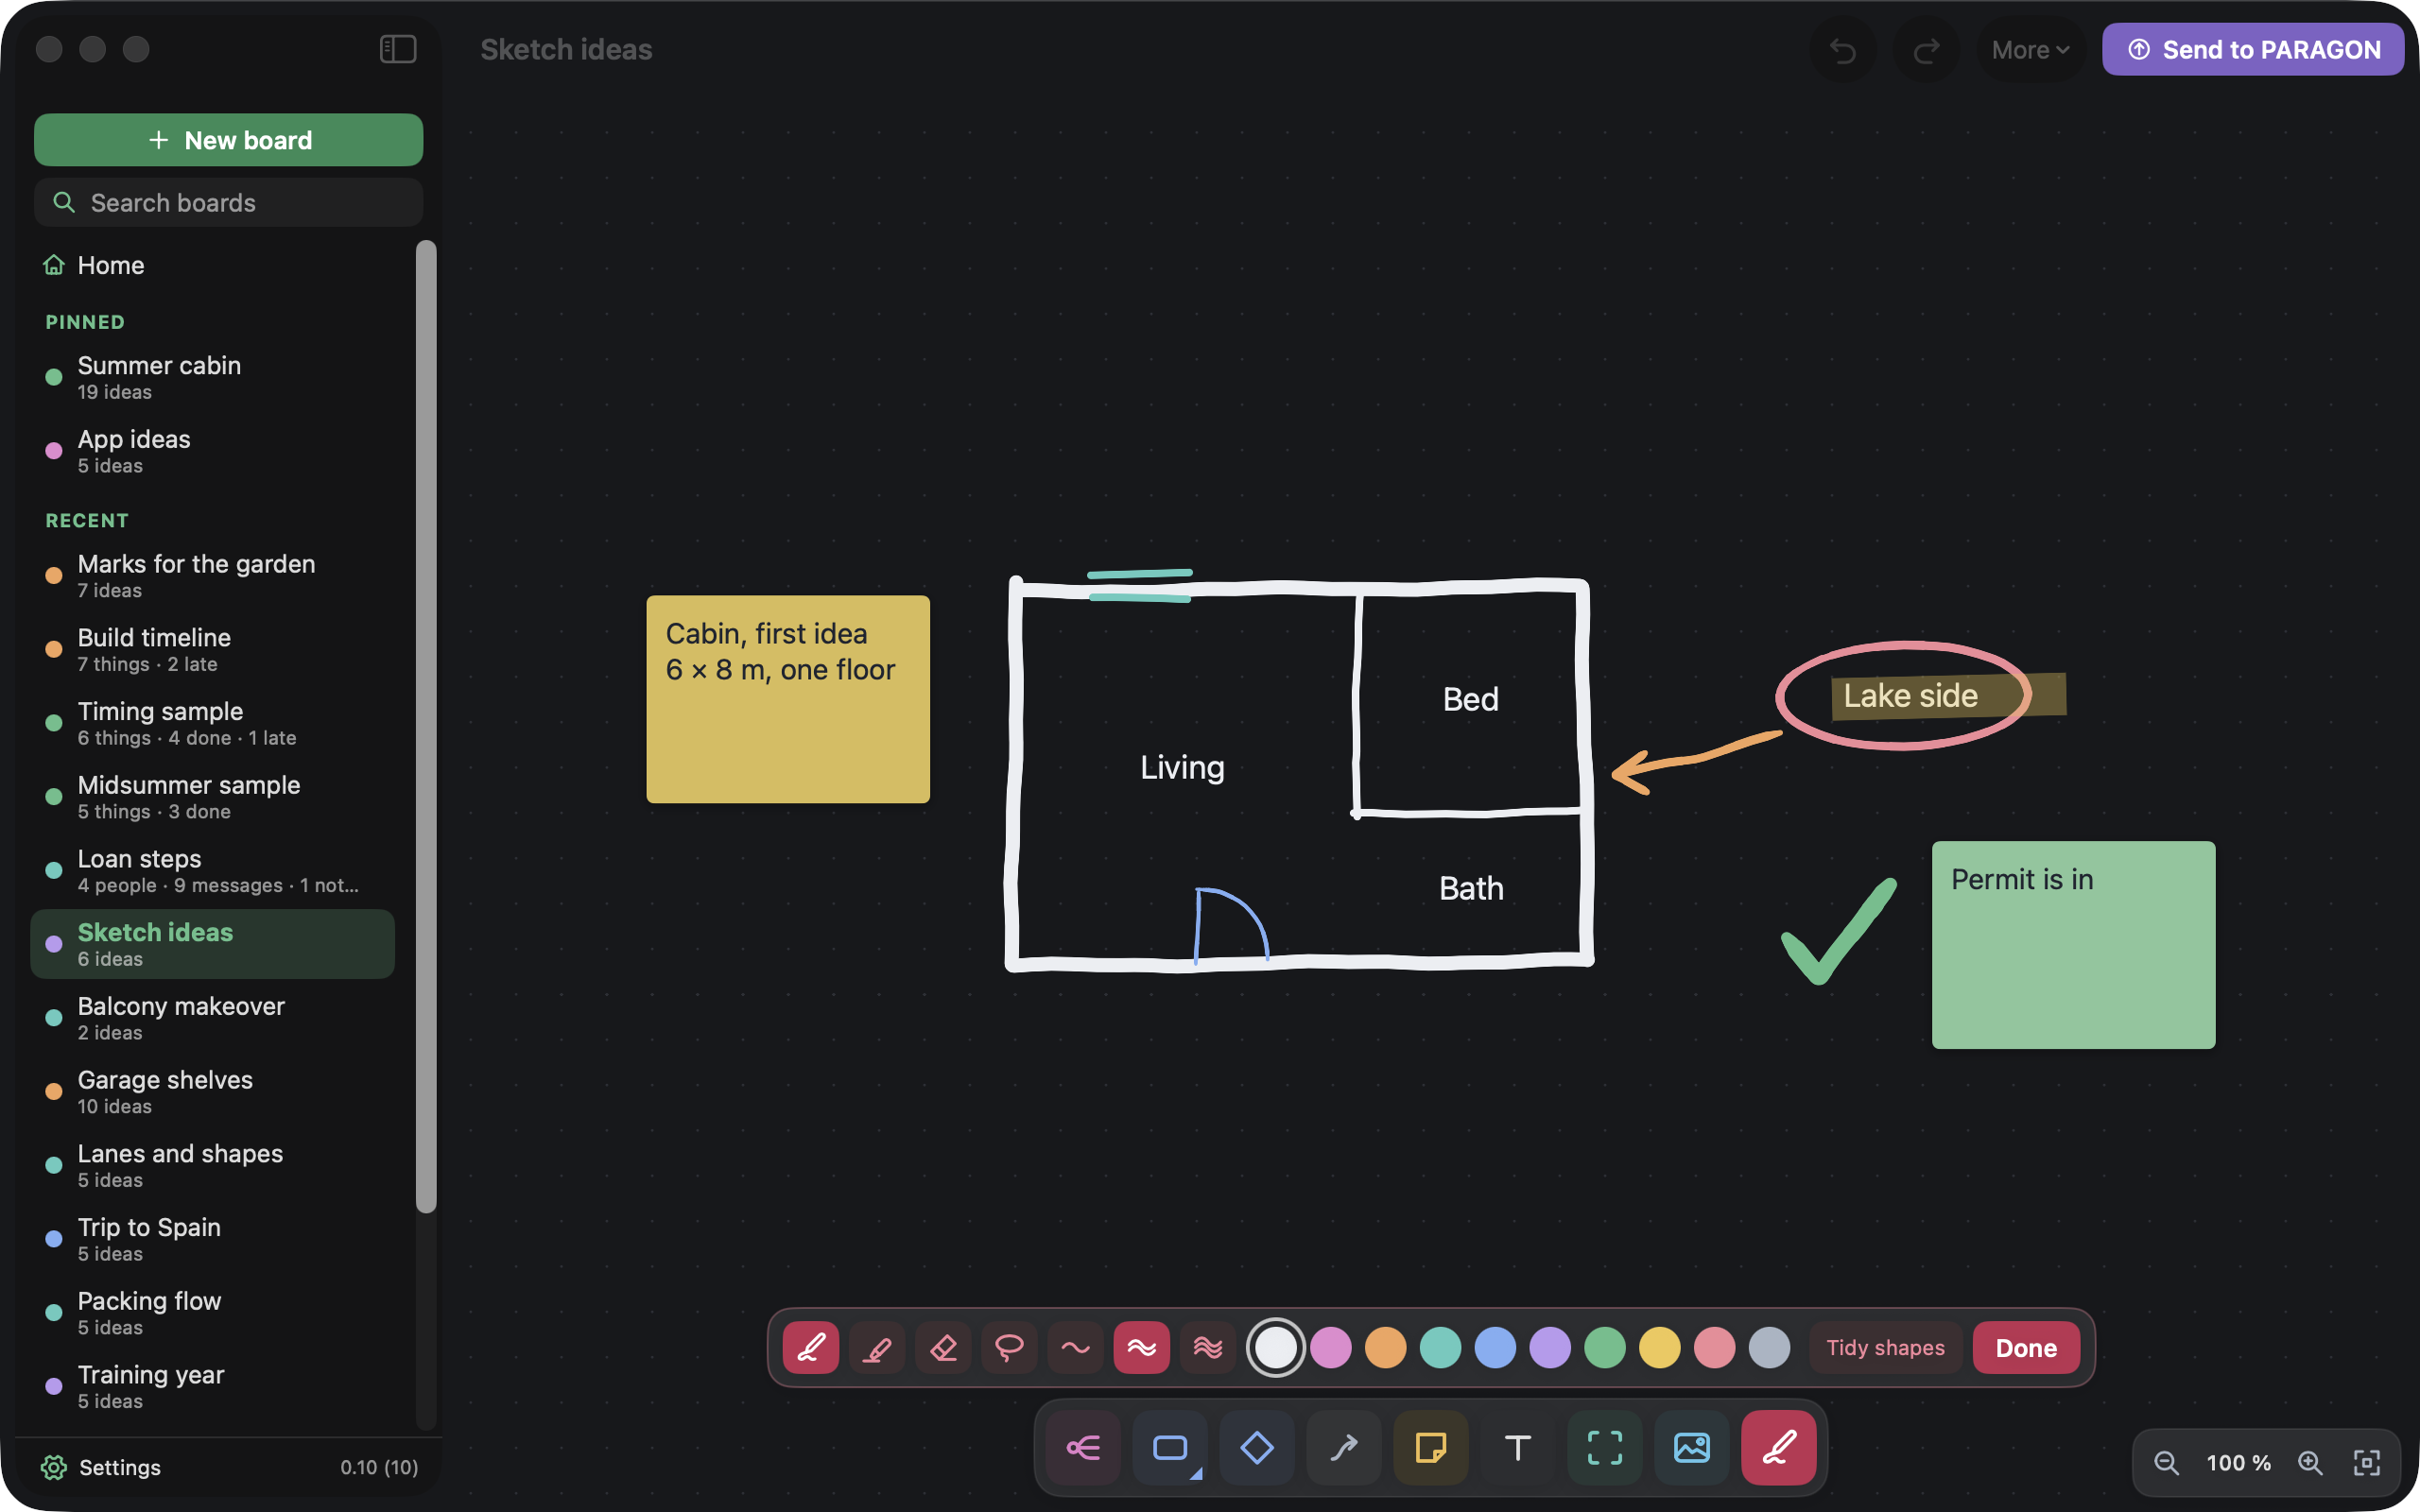 Sketch ideas
More
Send to PARAGON
New board
Search boards
Home
PINNED
Summer cabin
19 ideas
App ideas
5 ideas
RECENT
Marks for the garden
7 ideas
Build timeline
7 things · 2 late
Timing sample
6 things · 4 done · 1 late
Midsummer sample
5 things · 3 done
Loan steps
4 people · 9 messages · 1 not...
Sketch ideas
6 ideas
Balcony makeover
2 ideas
Garage shelves
10 ideas
Lanes and shapes
5 ideas
Trip to Spain
5 ideas
Packing flow
5 ideas
Training year
5 ideas
Settings
0.10 (10)
Cabin, first idea
6 × 8 m, one floor
Living
Bed
Bath
Lake side
Permit is in
Tidy shapes
Done
T
100 %